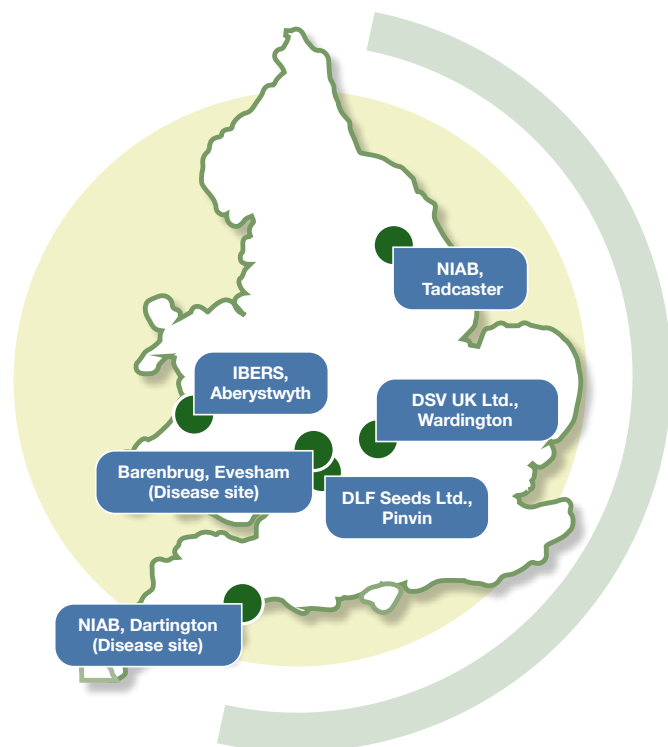 NIAB,
Tadcaster
IBERS,
Aberystwyth
DSV UK Ltd.,
Wardington
Barenbrug, Evesham
(Disease site)
DLF Seeds Ltd.,
Pinvin
NIAB, Dartington
(Disease site)